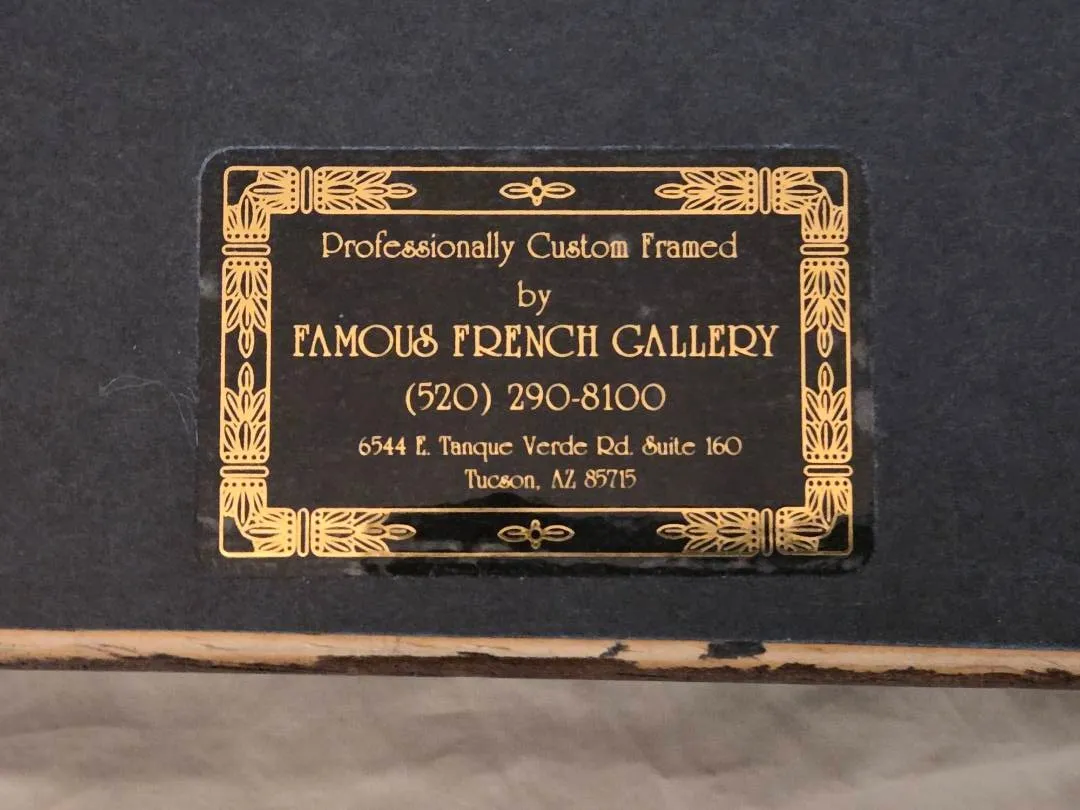 Professionally Custom Framed
by
FAMOUS FRENCH GALLERY
(520) 290-8100
6544 E. Tanque Verde Rd. Suite 160
Tucson, AZ 85715